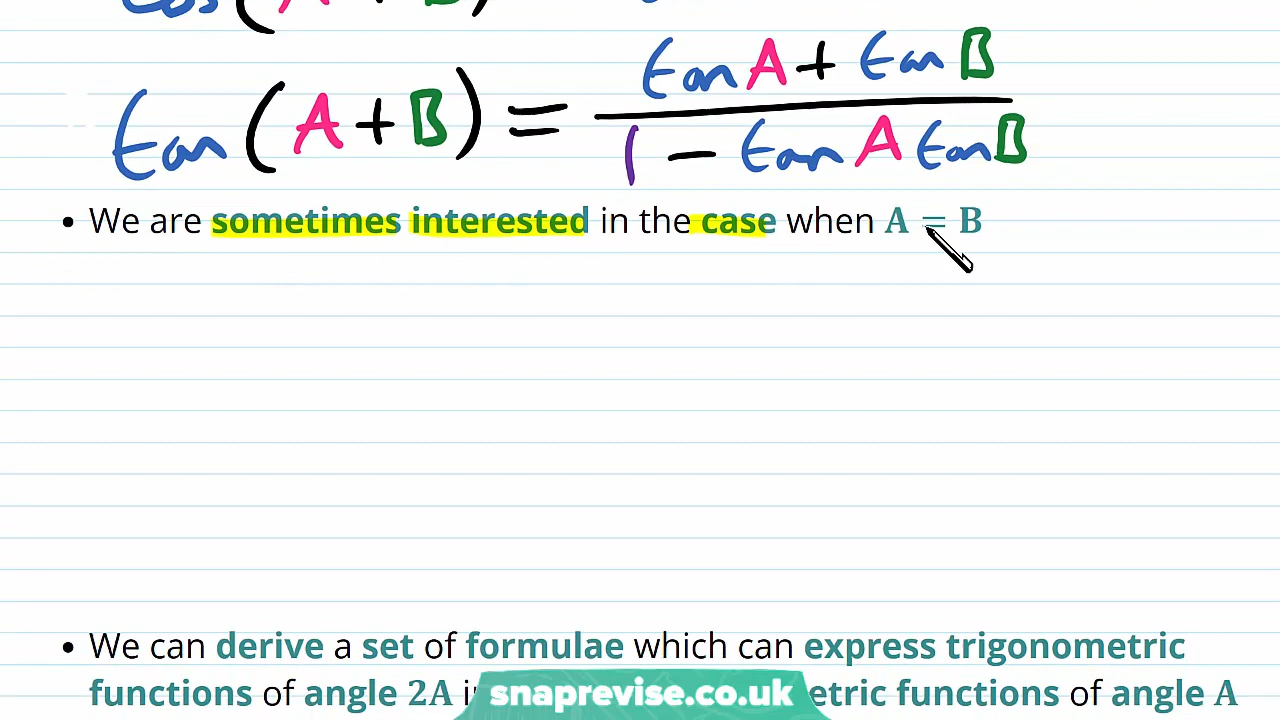 cos(A+B)
tan(A+B) = tanA + tanB / 1 - tanA tanB
• We are sometimes interested in the case when A = B
• We can derive a set of formulae which can express trigonometric
functions of angle 2A etric functions of angle A
snaprevise.co.uk